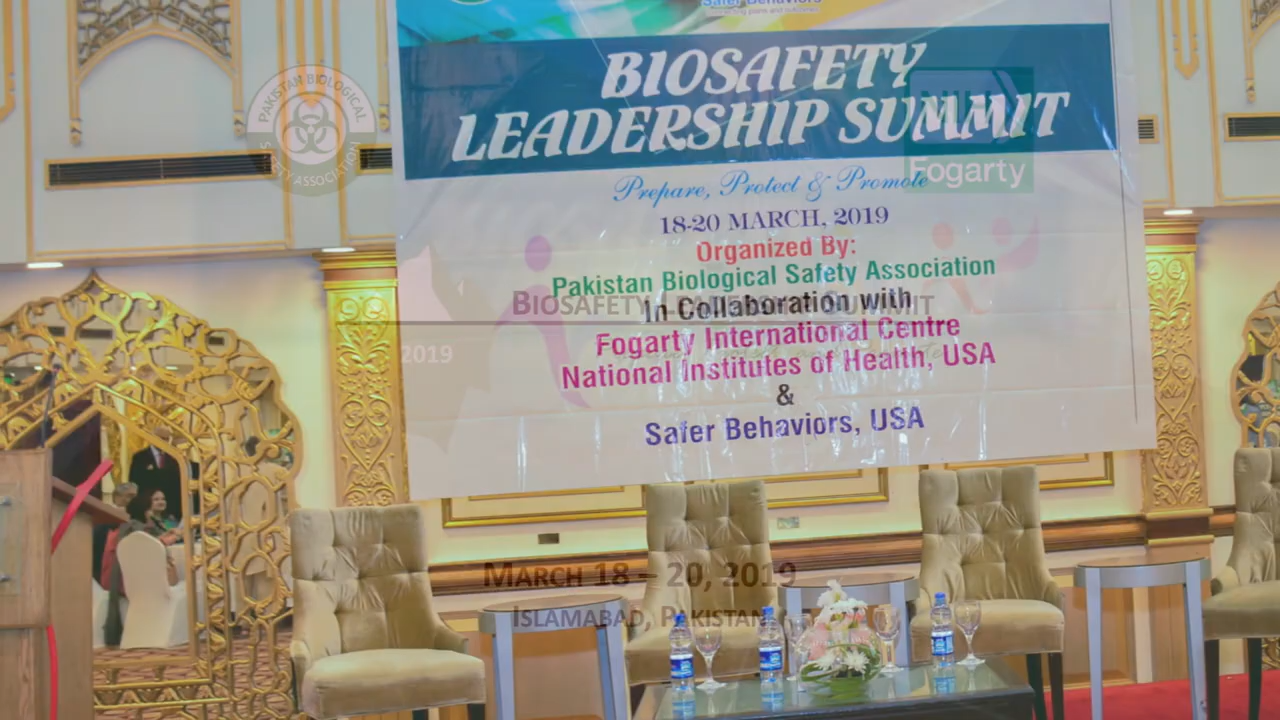 Safer Behaviors
BIOSAFETY
LEADERSHIP SUMMIT
Prepare, Protect & Promote
18-20 MARCH, 2019
Organized By:
Pakistan Biological Safety Association
In Collaboration with
Fogarty International Centre
National Institutes of Health, USA
&
Safer Behaviors, USA
PAKISTAN BIOLOGICAL
SAFETY ASSOCIATION
NIH
Fogarty
BIOSAFETY LEADERSHIP SUMMIT
2019
MARCH 18 – 20, 2019
ISLAMABAD, PAKISTAN